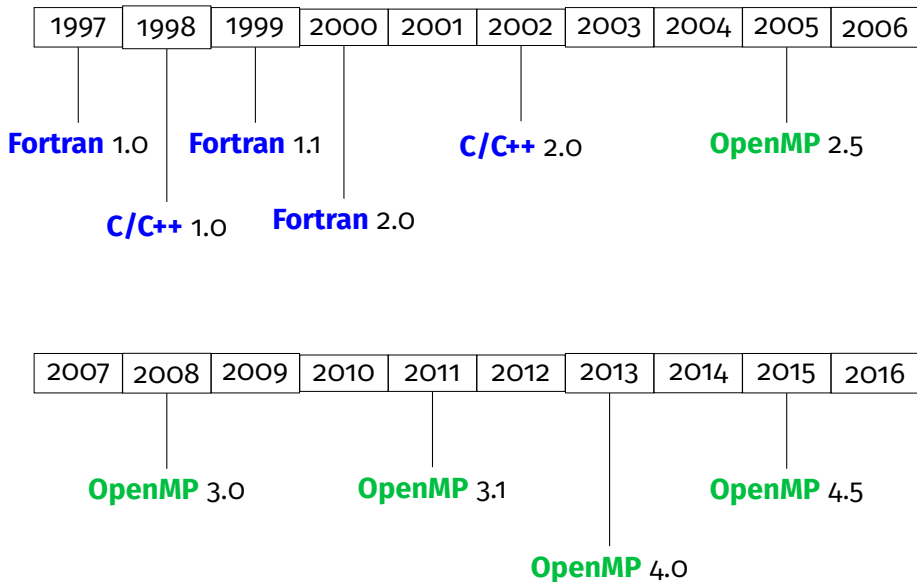 1997 1998 1999 2000 2001 2002 2003 2004 2005 2006
Fortran 1.0 Fortran 1.1 C/C++ 2.0 OpenMP 2.5
C/C++ 1.0 Fortran 2.0
2007 2008 2009 2010 2011 2012 2013 2014 2015 2016
OpenMP 3.0 OpenMP 3.1 OpenMP 4.5
OpenMP 4.0